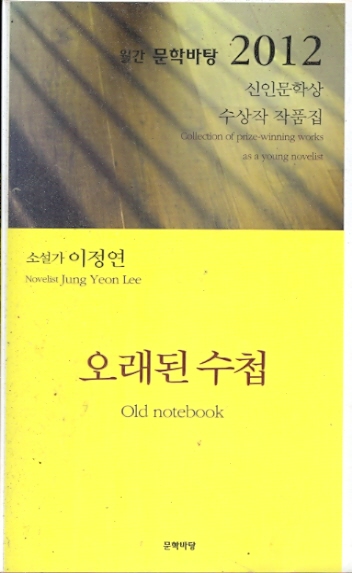 월간 문학바탕 2012
신인문학상
수상작 작품집
Collection of prize-winning works
as a young novelist
소설가 이정연
Novelist Jung Yeon Lee
오래된 수첩
Old notebook
문학바탕